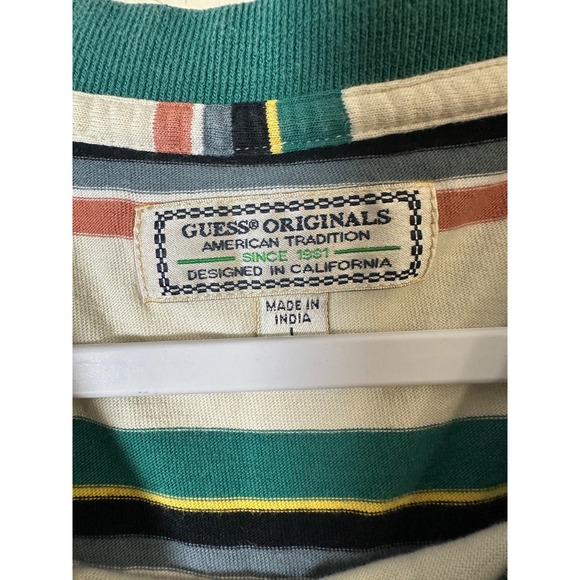 GUESS® ORIGINALS
AMERICAN TRADITION
SINCE 1981
DESIGNED IN CALIFORNIA
MADE IN
INDIA